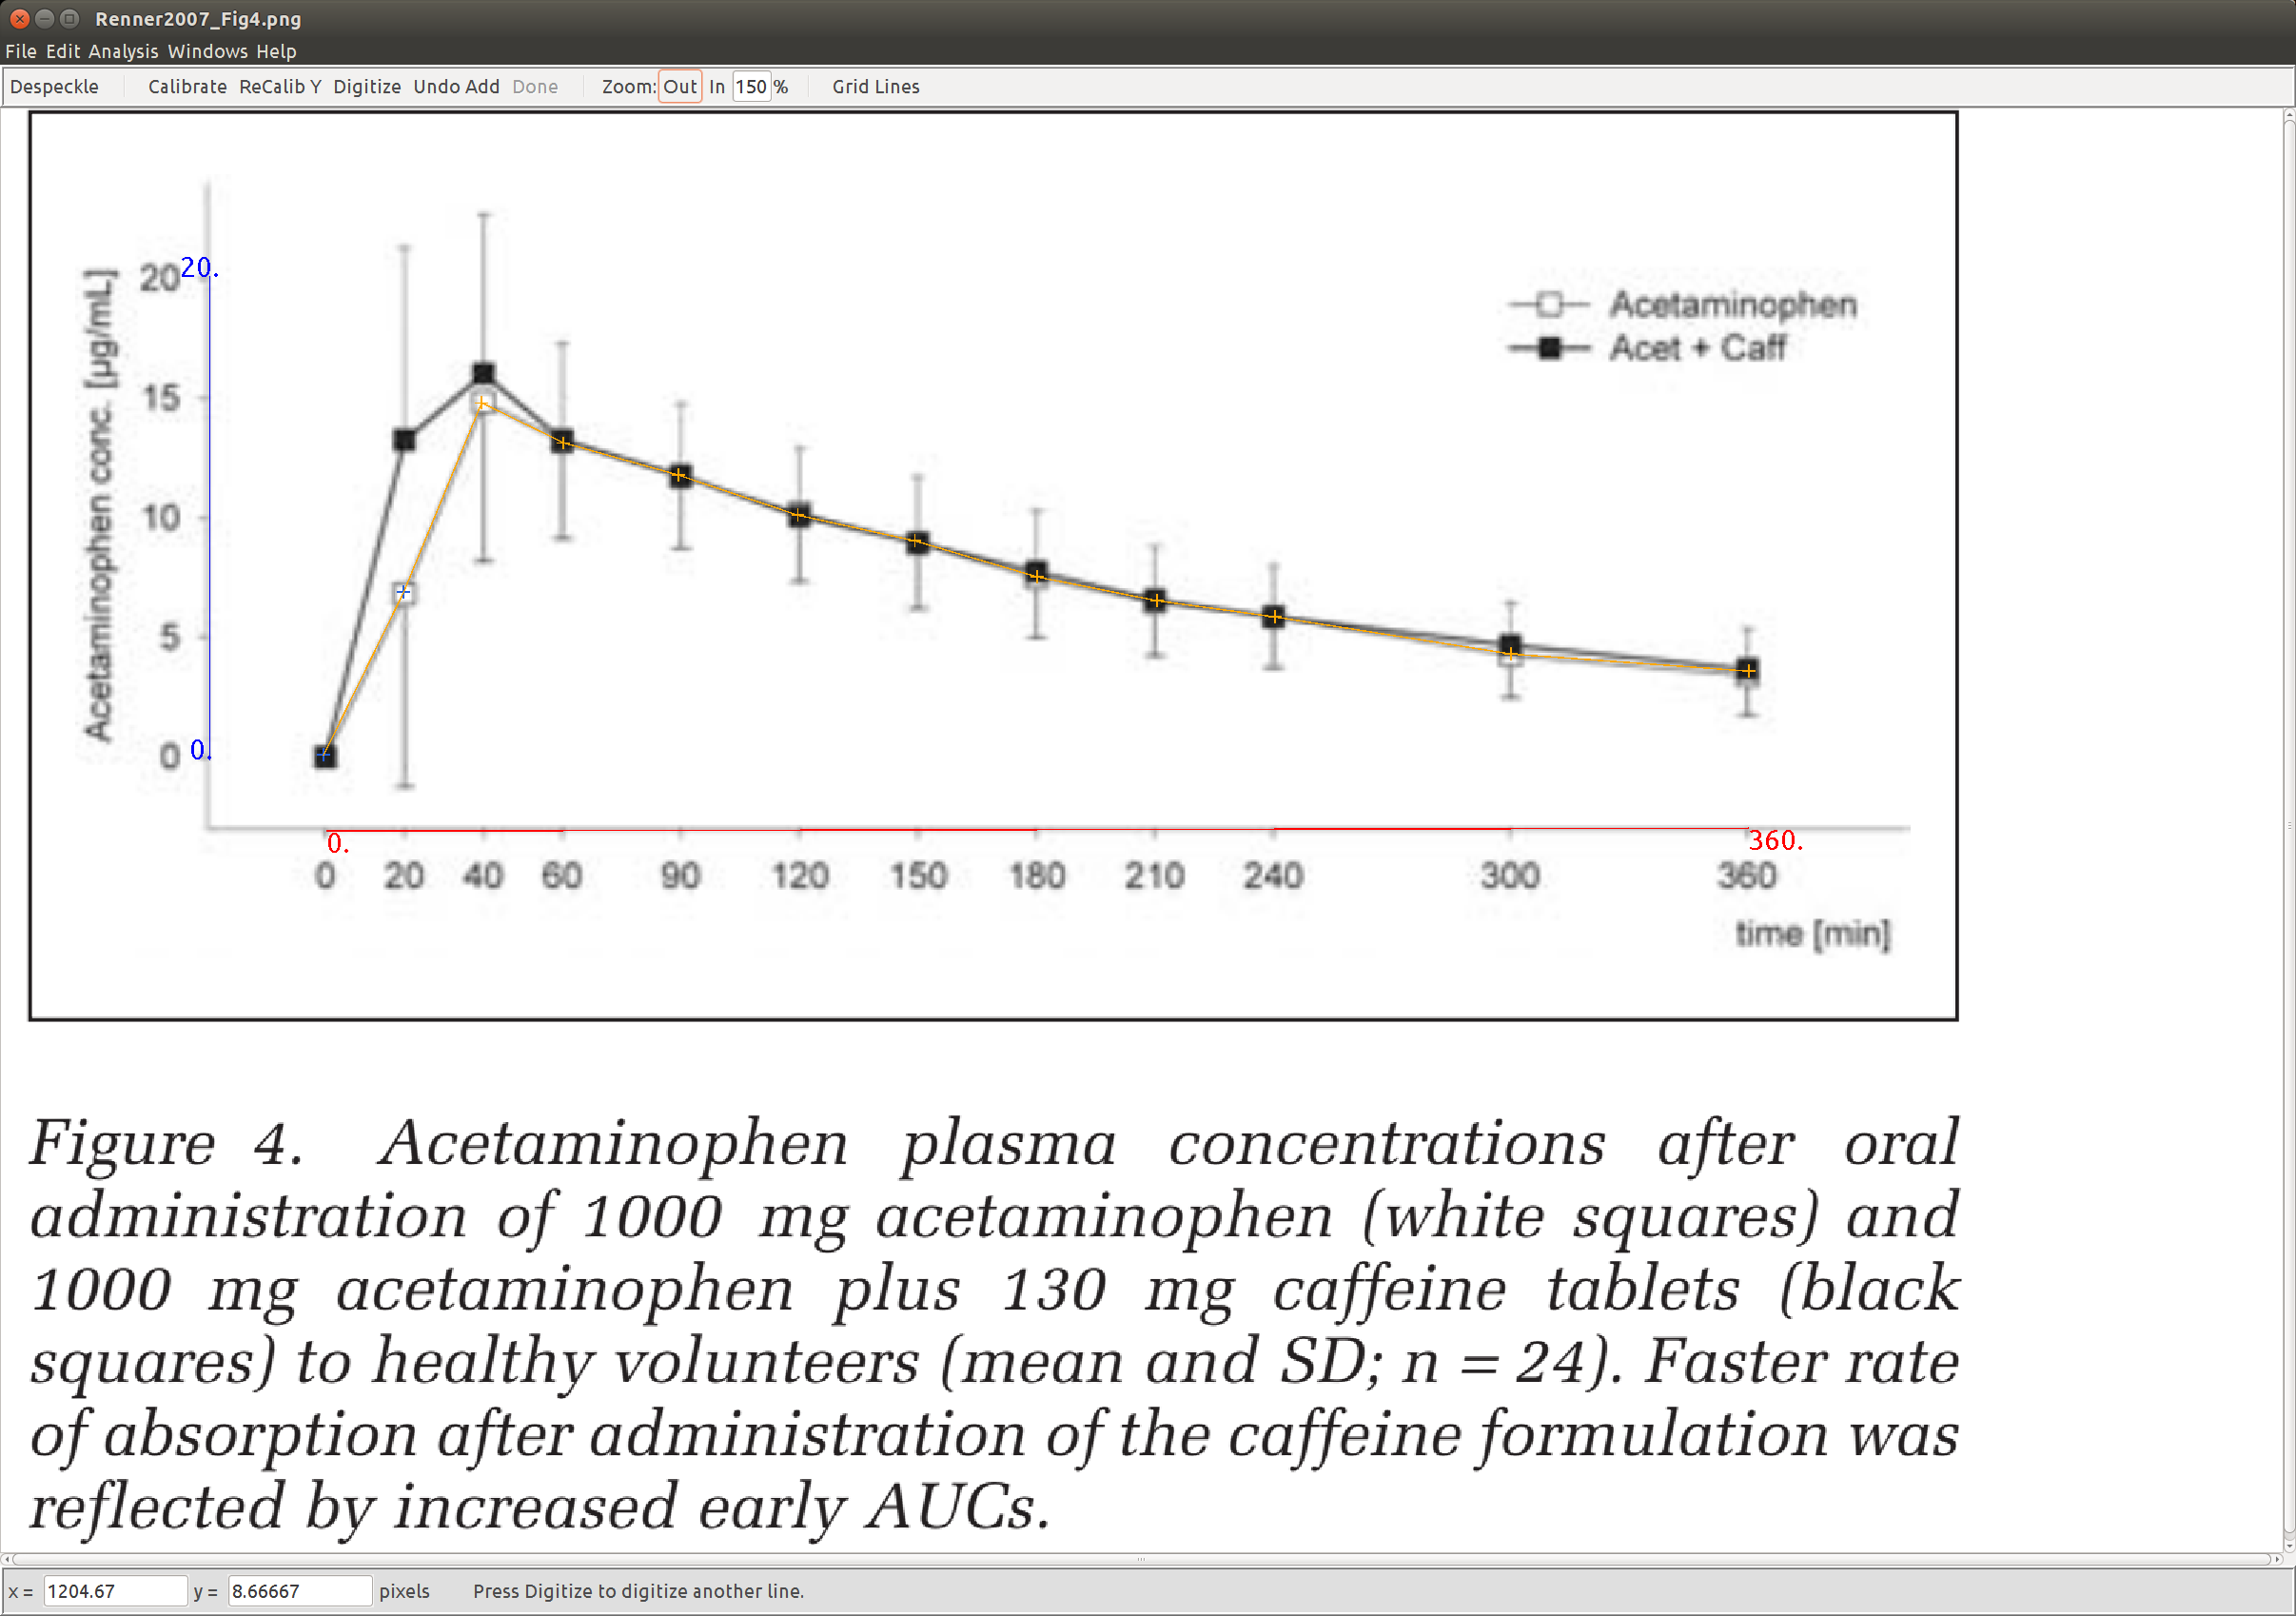 Renner2007_Fig4.png
File Edit Analysis Windows Help
Despeckle Calibrate ReCalib Y Digitize Undo Add Done Zoom: Out In 150 % Grid Lines
Acetaminophen conc. [µg/mL]
20 20.
15
10
5
0 0.
Acetaminophen
Acet + Caff
0. 360.
0 20 40 60 90 120 150 180 210 240 300 360
time [min]
Figure 4. Acetaminophen plasma concentrations after oral
administration of 1000 mg acetaminophen (white squares) and
1000 mg acetaminophen plus 130 mg caffeine tablets (black
squares) to healthy volunteers (mean and SD; n = 24). Faster rate
of absorption after administration of the caffeine formulation was
reflected by increased early AUCs.
x = 1204.67 y = 8.66667 pixels Press Digitize to digitize another line.